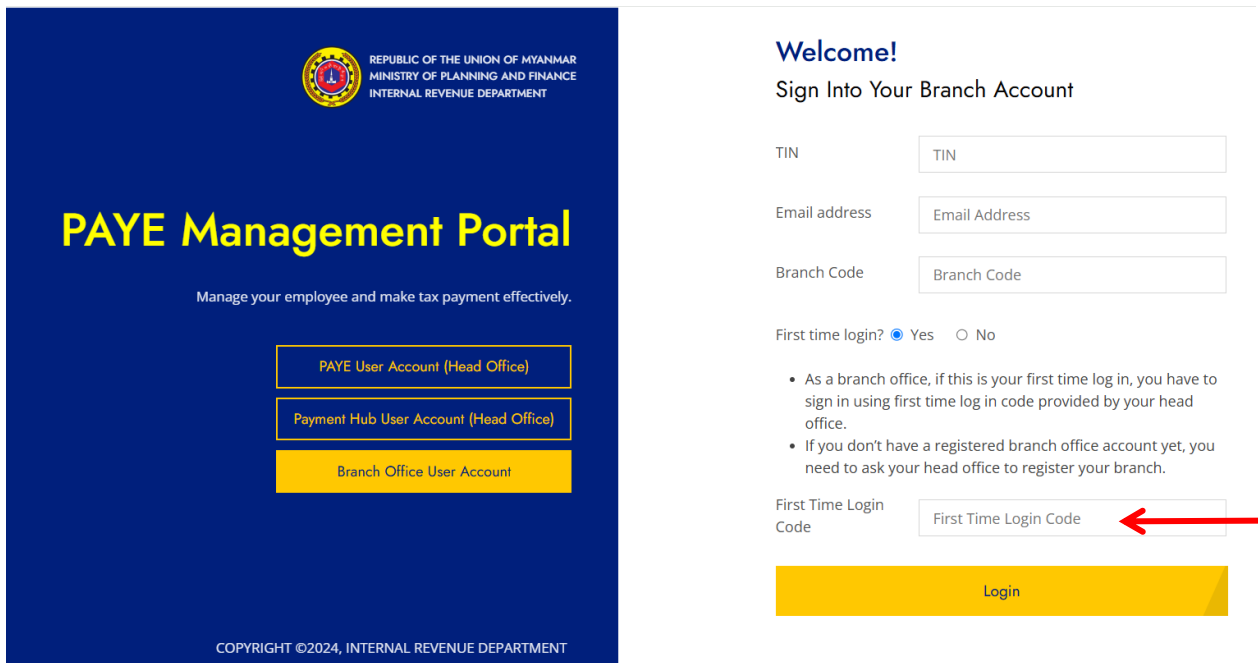 REPUBLIC OF THE UNION OF MYANMAR
MINISTRY OF PLANNING AND FINANCE
INTERNAL REVENUE DEPARTMENT
PAYE Management Portal
Manage your employee and make tax payment effectively.
PAYE User Account (Head Office)
Payment Hub User Account (Head Office)
Branch Office User Account
COPYRIGHT ©2024, INTERNAL REVENUE DEPARTMENT
Welcome!
Sign Into Your Branch Account
TIN TIN
Email address Email Address
Branch Code Branch Code
First time login? Yes No
• As a branch office, if this is your first time log in, you have to
sign in using first time log in code provided by your head
office.
• If you don't have a registered branch office account yet, you
need to ask your head office to register your branch.
First Time Login
Code
First Time Login Code
Login